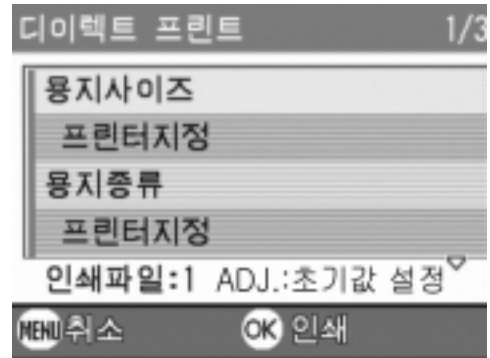 디이렉트 프린트 1/3
용지사이즈
프린터지정
용지종류
프린터지정
인쇄파일:1 ADJ.:초기값 설정
MENU 취소 OK 인쇄